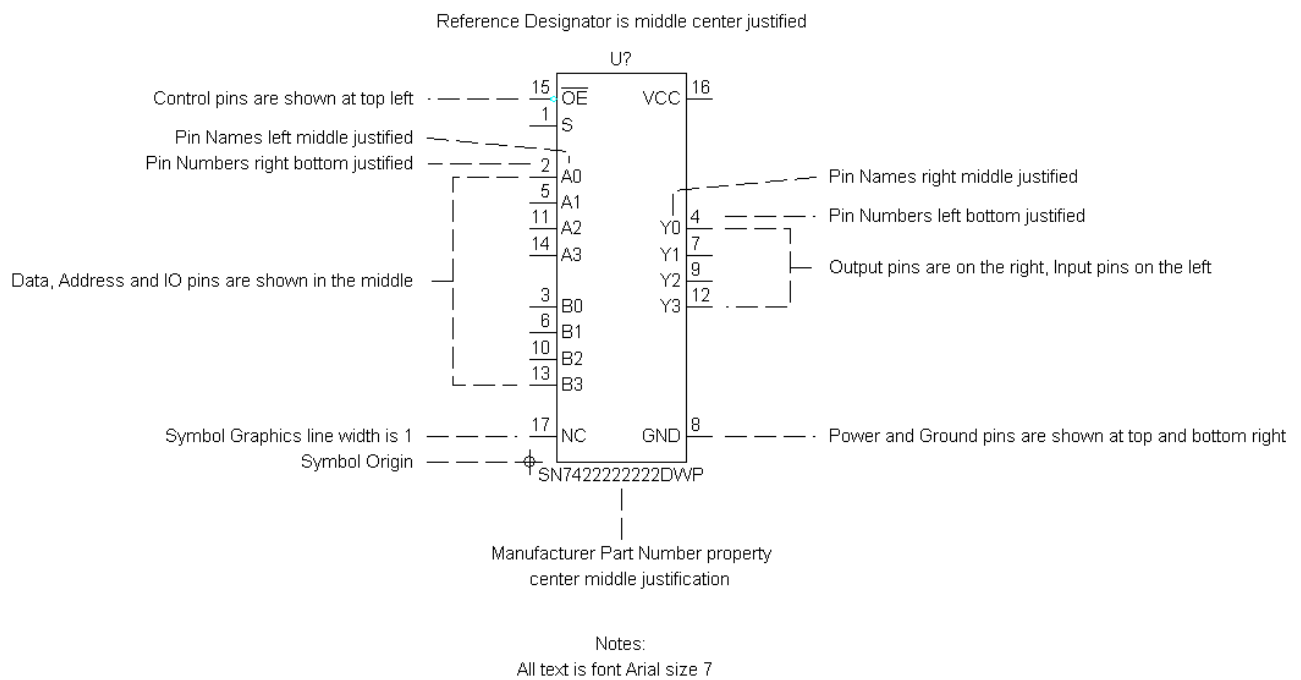 Reference Designator is middle center justified
U?
15 OE VCC 16
Control pins are shown at top left
1 S
Pin Names left middle justified
Pin Numbers right bottom justified
2 A0
Pin Names right middle justified
5 A1
Pin Numbers left bottom justified
11 A2 Y0 4
14 A3 Y1 7
Data, Address and IO pins are shown in the middle
Y2 9
Output pins are on the right, Input pins on the left
3 B0 Y3 12
6 B1
10 B2
13 B3
17 NC GND 8
Symbol Graphics line width is 1
Power and Ground pins are shown at top and bottom right
Symbol Origin
SN7422222222DWP
Manufacturer Part Number property
center middle justification
Notes:
All text is font Arial size 7